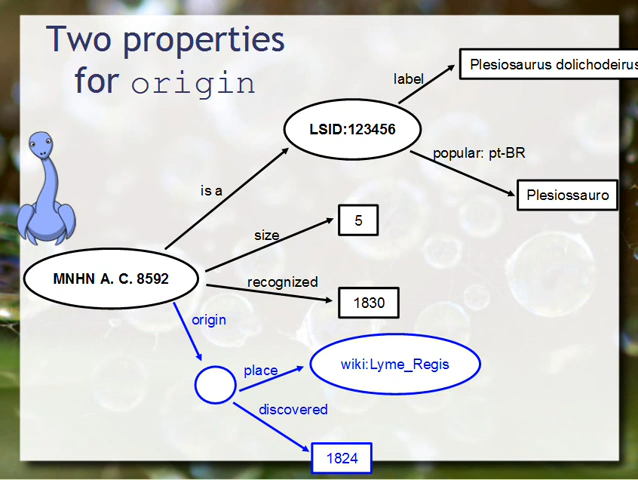 Two properties
for origin
label
Plesiosaurus dolichodeirus
LSID:123456
popular: pt-BR
Plesiossauro
is a
size
5
MNHN A. C. 8592
recognized
1830
origin
place
wiki:Lyme_Regis
discovered
1824